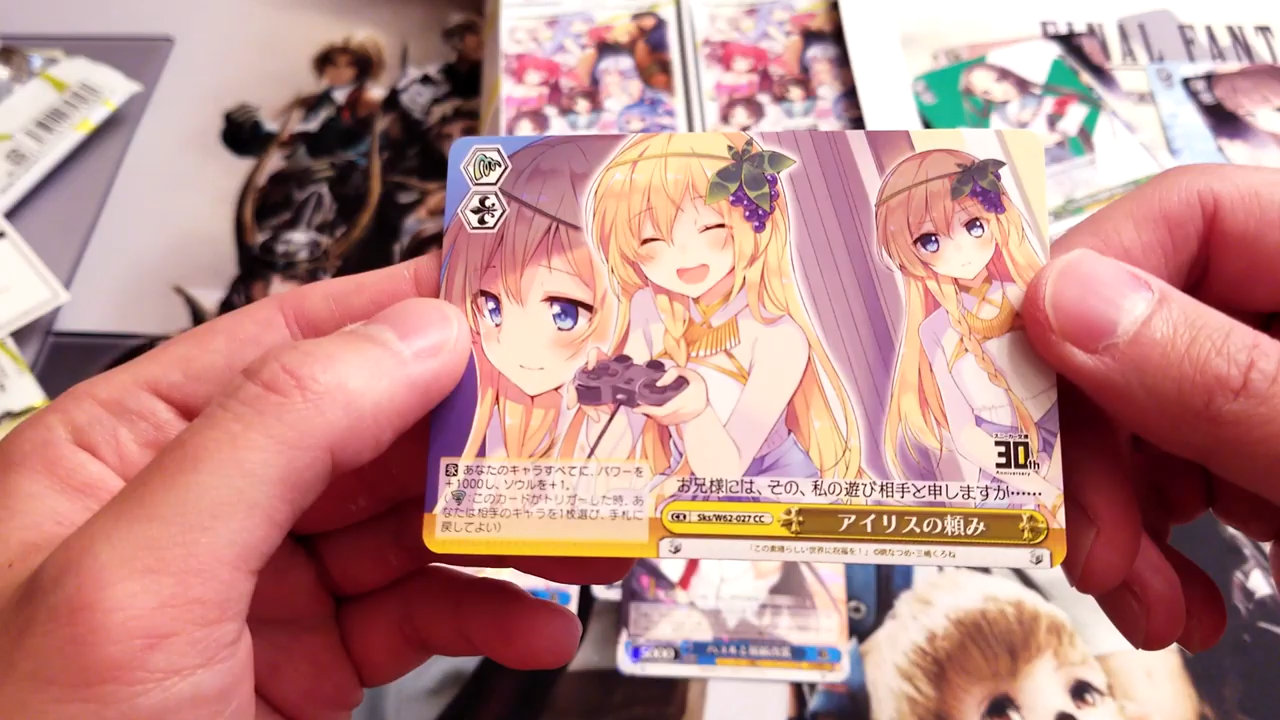 FINAL FANT
永 あなたのキャラすべてに、パワーを
+1000し、ソウルを+1。
(：このカードがトリガーした時、あ
なたは相手のキャラを1枚選び、手札に
戻してよい)
スニーカー文庫
30th
Anniversary
お兄様には、その、私の遊び相手と申しますか……
CX Sks/W62-027 CC
アイリスの頼み
「この素晴らしい世界に祝福を！」©暁なつめ・三嶋くろね